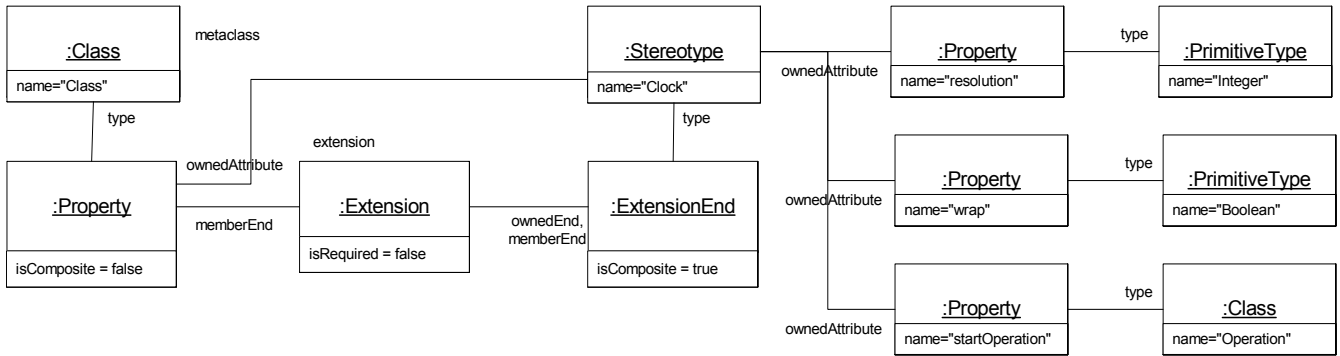 :Class
name="Class"
metaclass
:Stereotype
name="Clock"
ownedAttribute
:Property
name="resolution"
type
:PrimitiveType
name="Integer"
type
ownedAttribute
extension
type
:Property
isComposite = false
memberEnd
:Extension
isRequired = false
ownedEnd,
memberEnd
:ExtensionEnd
isComposite = true
ownedAttribute
:Property
name="wrap"
type
:PrimitiveType
name="Boolean"
ownedAttribute
:Property
name="startOperation"
type
:Class
name="Operation"